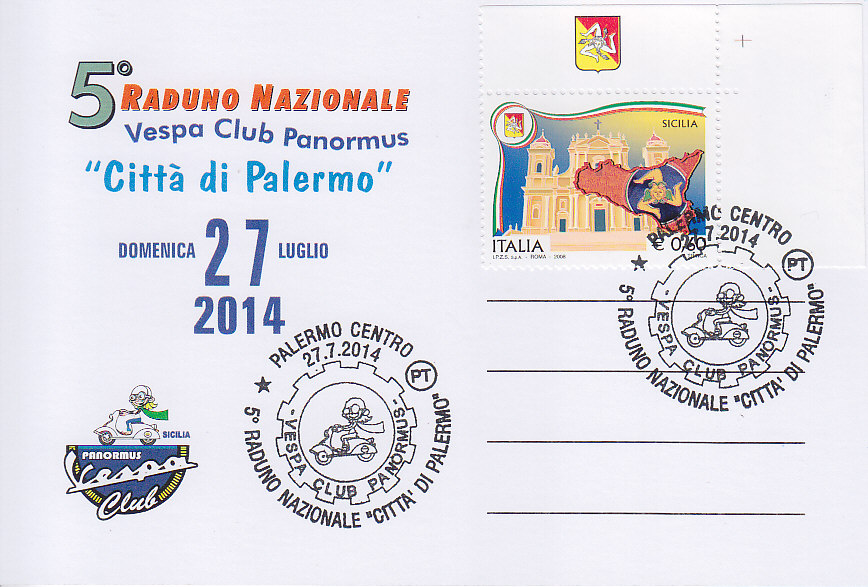 5° RADUNO NAZIONALE
Vespa Club Panormus
"Città di Palermo"
DOMENICA 27 LUGLIO
2014
SICILIA
PANORMUS
Vespa
Club
PALERMO CENTRO
27.7.2014
PT
VESPA CLUB PANORMUS
5° RADUNO NAZIONALE "CITTA' DI PALERMO"
SICILIA
ITALIA € 0,60
I.P.Z.S. S.p.A. - ROMA - 2008
PALERMO CENTRO
27.7.2014
PT
VESPA CLUB PANORMUS
5° RADUNO NAZIONALE "CITTA' DI PALERMO"